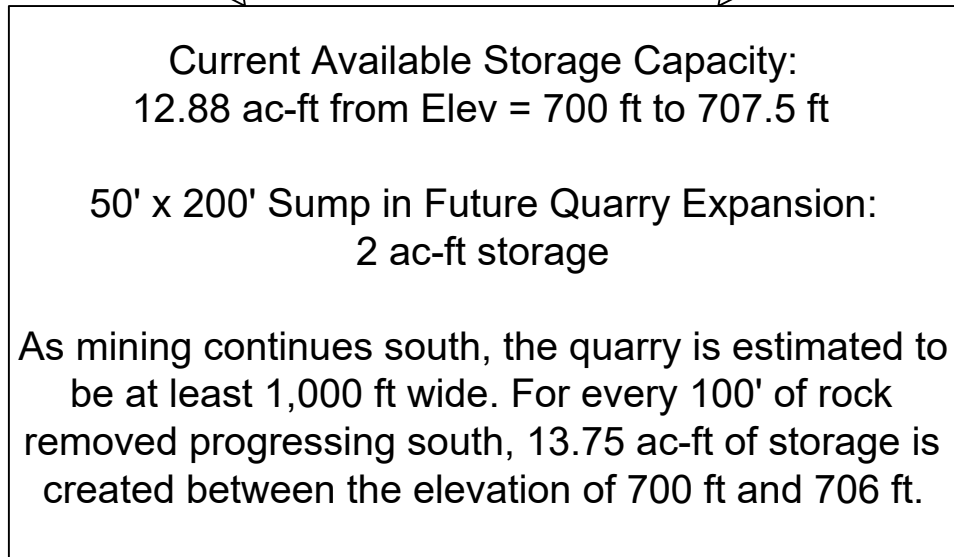 Current Available Storage Capacity:
12.88 ac-ft from Elev = 700 ft to 707.5 ft
50' x 200' Sump in Future Quarry Expansion:
2 ac-ft storage
As mining continues south, the quarry is estimated to
be at least 1,000 ft wide. For every 100' of rock
removed progressing south, 13.75 ac-ft of storage is
created between the elevation of 700 ft and 706 ft.